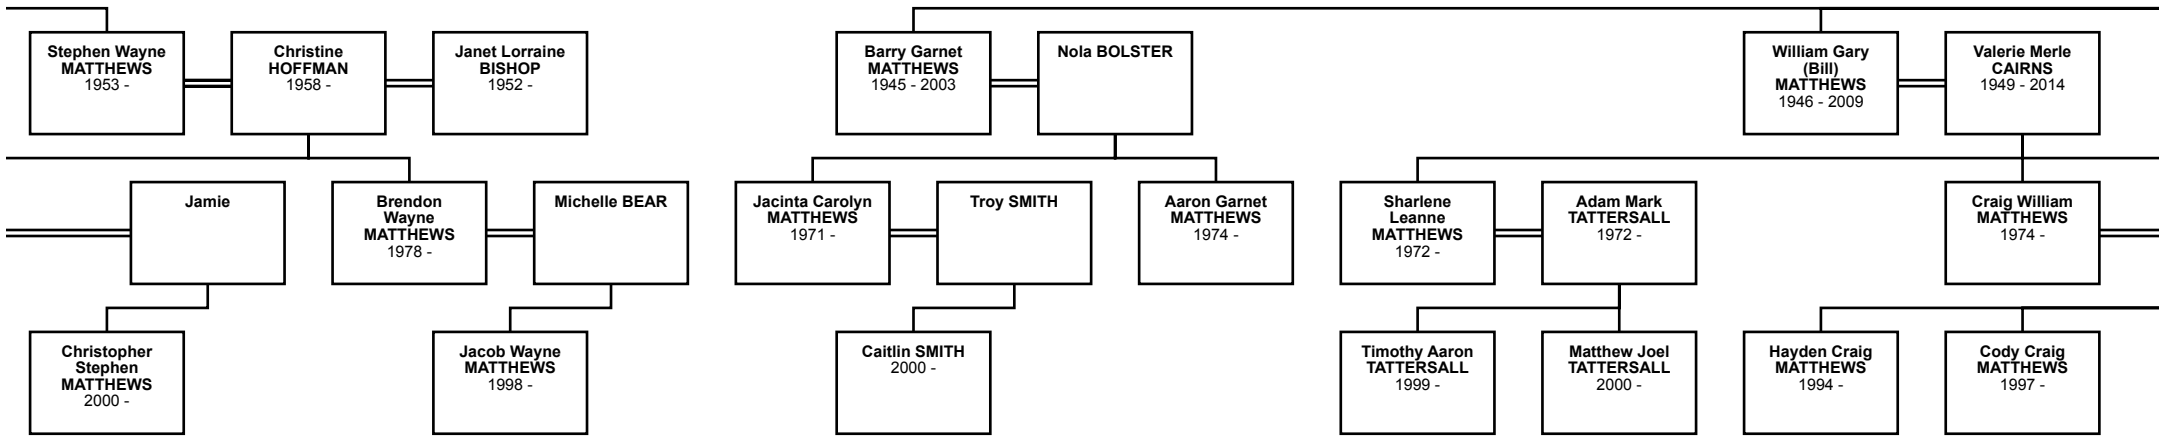 Stephen Wayne
MATTHEWS
1953 -
Christine
HOFFMAN
1958 -
Janet Lorraine
BISHOP
1952 -
Barry Garnet
MATTHEWS
1945 - 2003
Nola BOLSTER
William Gary
(Bill)
MATTHEWS
1946 - 2009
Valerie Merle
CAIRNS
1949 - 2014
Jamie
Brendon
Wayne
MATTHEWS
1978 -
Michelle BEAR
Jacinta Carolyn
MATTHEWS
1971 -
Troy SMITH
Aaron Garnet
MATTHEWS
1974 -
Sharlene
Leanne
MATTHEWS
1972 -
Adam Mark
TATTERSALL
1972 -
Craig William
MATTHEWS
1974 -
Christopher
Stephen
MATTHEWS
2000 -
Jacob Wayne
MATTHEWS
1998 -
Caitlin SMITH
2000 -
Timothy Aaron
TATTERSALL
1999 -
Matthew Joel
TATTERSALL
2000 -
Hayden Craig
MATTHEWS
1994 -
Cody Craig
MATTHEWS
1997 -